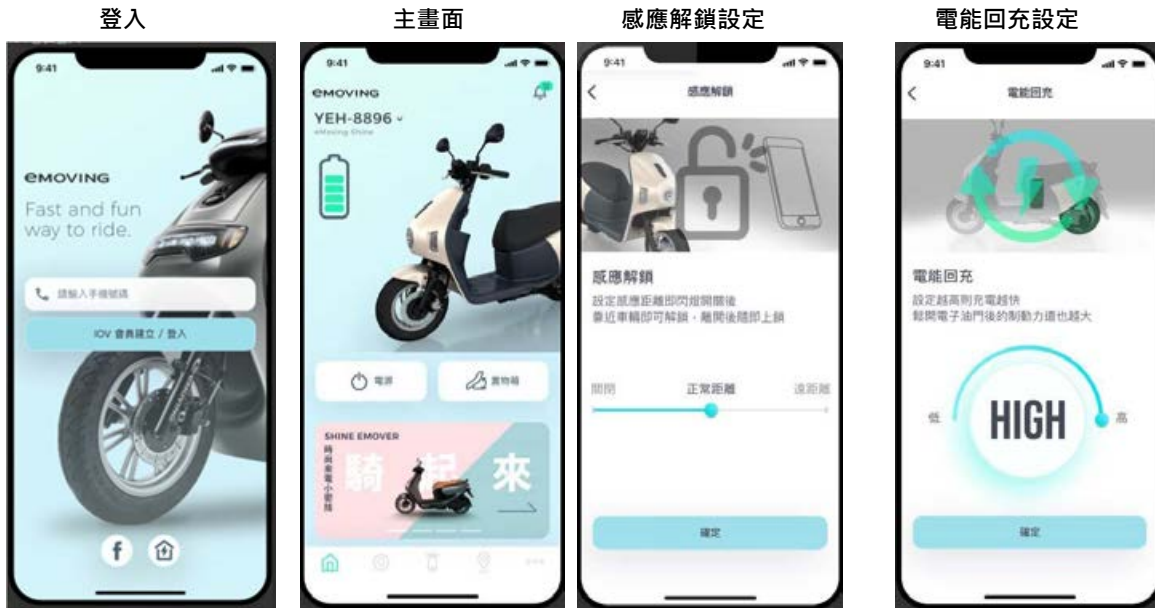 登入
主畫面
感應解鎖設定
電能回充設定
9:41
eMOVING
Fast and fun
way to ride.
請輸入手機號碼
IOV 會員建立 / 登入
9:41
eMOVING
YEH-8896
eMoving Shine
電源
置物箱
SHINE EMOVER
騎起來
9:41
感應解鎖
感應解鎖
設定感應距離即閃燈開關後
靠近車輛即可解鎖，離開後隨即上鎖
關閉
正常距離
遠距離
確定
9:41
電能回充
電能回充
設定越高則充電越快
鬆開電子油門後的制動力道也越大
低
HIGH
高
確定